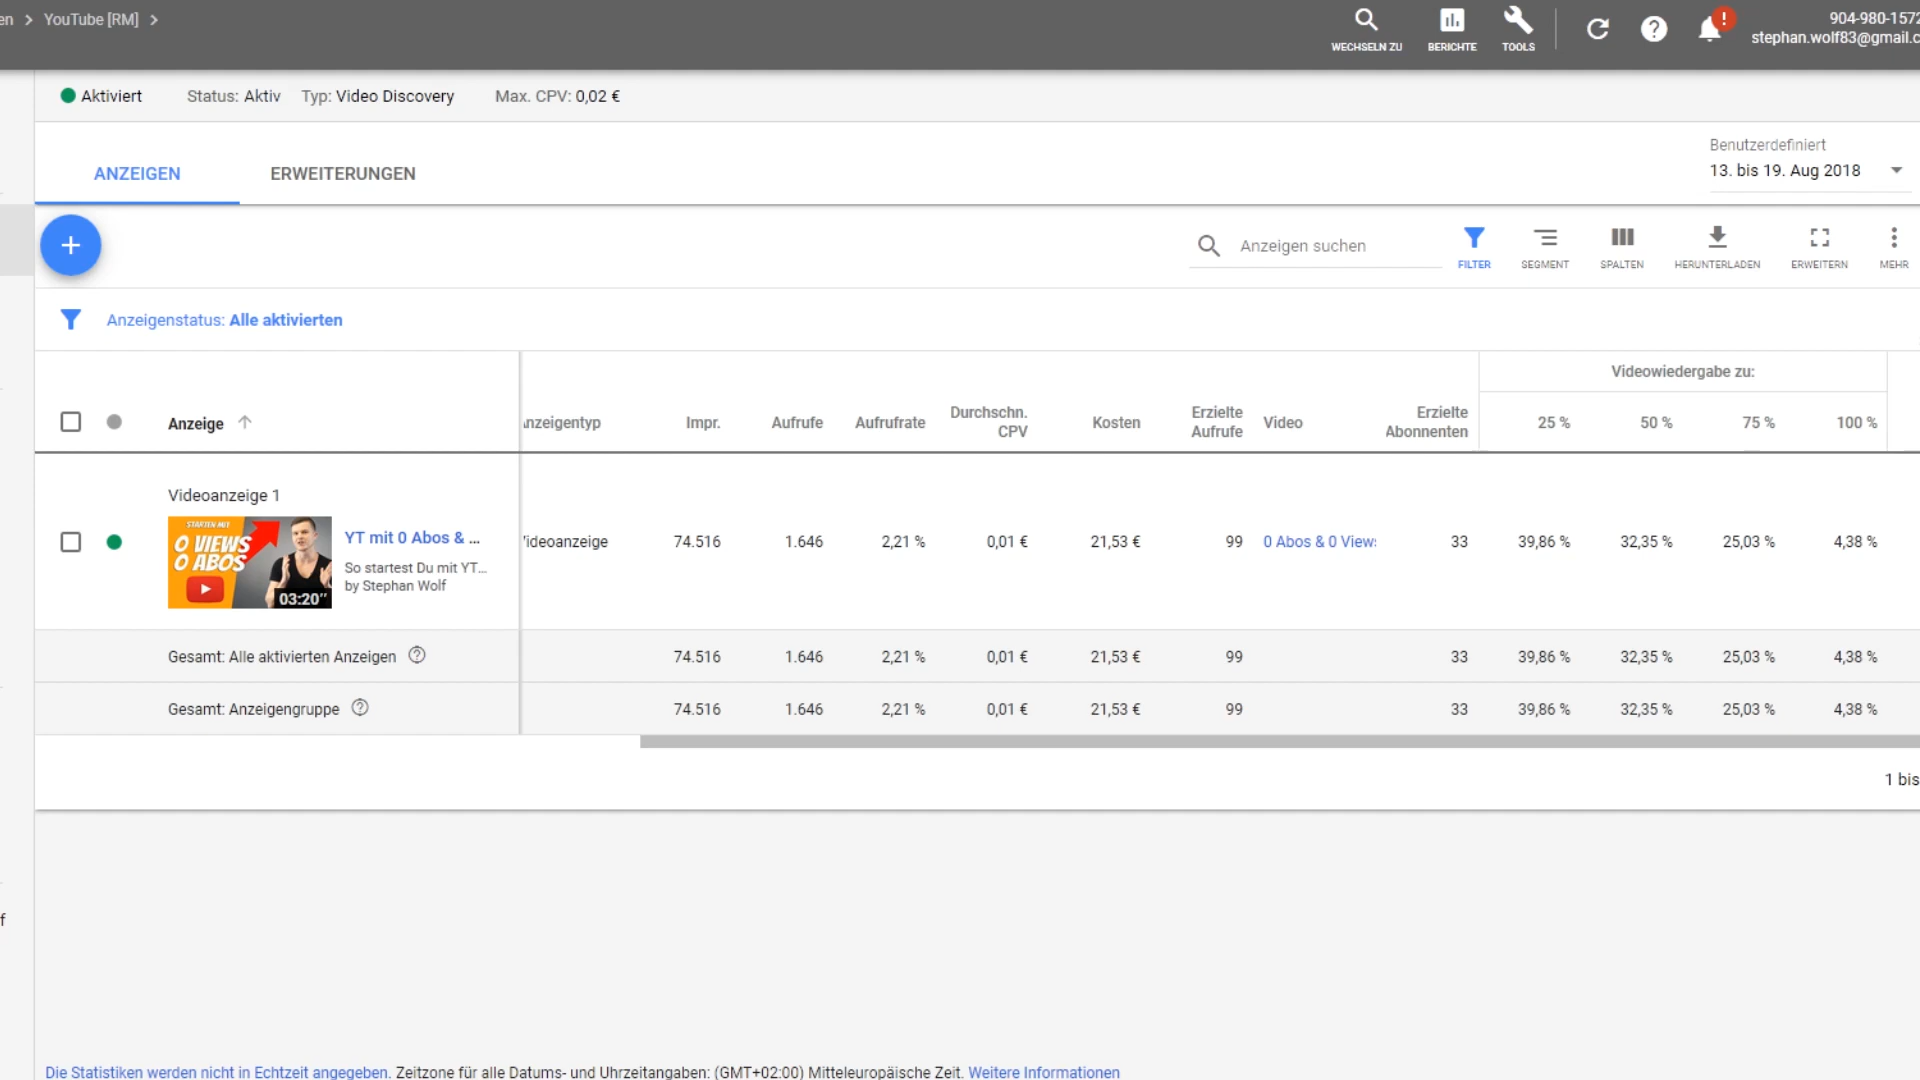 YouTube [RM]
WECHSELN ZU
BERICHTE
TOOLS
!
904-980-1572
stephan.wolf83@gmail.c
Aktiviert Status: Aktiv Typ: Video Discovery Max. CPV: 0,02 €
ANZEIGEN ERWEITERUNGEN
Benutzerdefiniert
13. bis 19. Aug 2018
Anzeigen suchen
FILTER SEGMENT SPALTEN HERUNTERLADEN ERWEITERN MEHR
Anzeigenstatus: Alle aktivierten
Videowiedergabe zu:
Anzeige nzeigentyp Impr. Aufrufe Aufrufrate Durchschn. CPV Kosten Erzielte Aufrufe Video Erzielte Abonnenten 25 % 50 % 75 % 100 %
Videoanzeige 1
STARTEN MIT
0 VIEWS
0 ABOS
03:20"
YT mit 0 Abos & ...
So startest Du mit YT...
by Stephan Wolf
ideoanzeige 74.516 1.646 2,21 % 0,01 € 21,53 € 99 0 Abos & 0 Views 33 39,86 % 32,35 % 25,03 % 4,38 %
Gesamt: Alle aktivierten Anzeigen 74.516 1.646 2,21 % 0,01 € 21,53 € 99 33 39,86 % 32,35 % 25,03 % 4,38 %
Gesamt: Anzeigengruppe 74.516 1.646 2,21 % 0,01 € 21,53 € 99 33 39,86 % 32,35 % 25,03 % 4,38 %
1 bis
f
Die Statistiken werden nicht in Echtzeit angegeben. Zeitzone für alle Datums- und Uhrzeitangaben: (GMT+02:00) Mitteleuropäische Zeit. Weitere Informationen